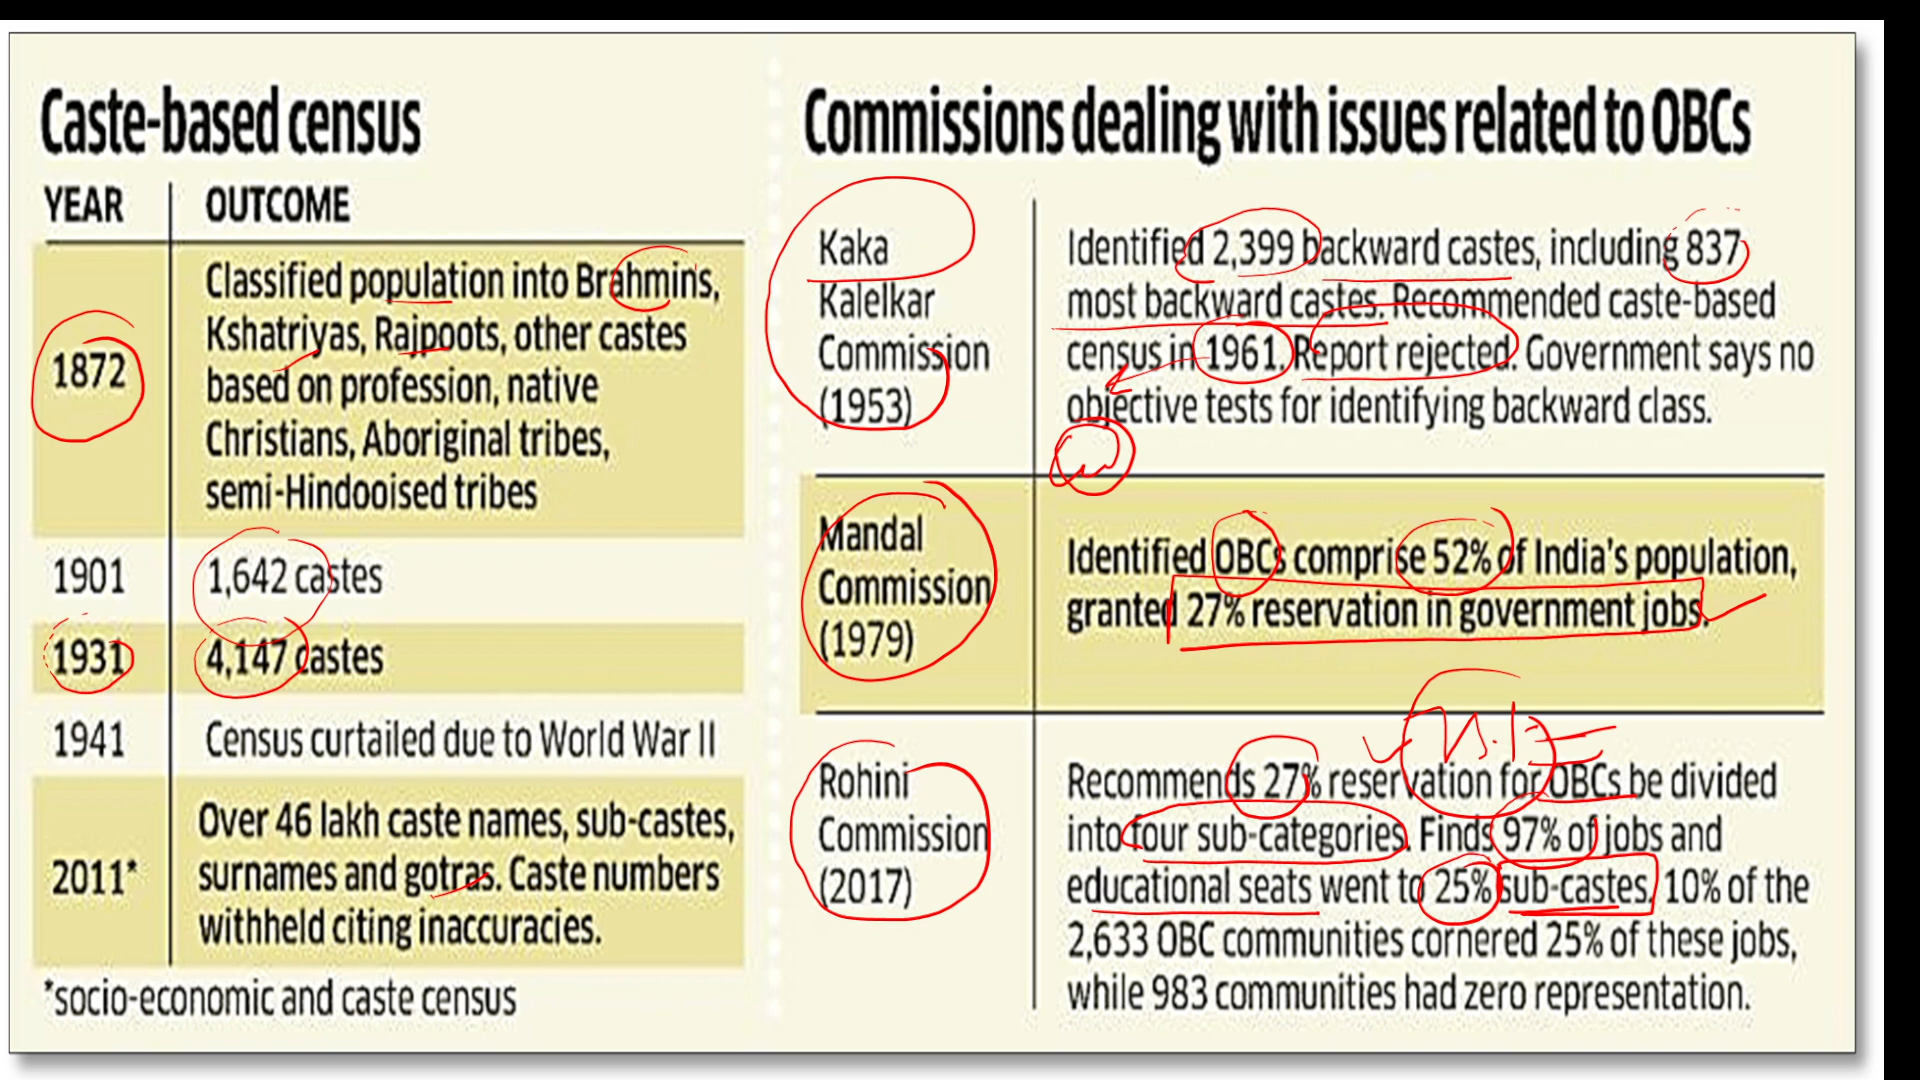 Caste-based census
YEAR OUTCOME
1872
Classified population into Brahmins,
Kshatriyas, Rajpoots, other castes
based on profession, native
Christians, Aboriginal tribes,
semi-Hindooised tribes
1901 1,642 castes
1931 4,147 castes
1941 Census curtailed due to World War II
2011*
Over 46 lakh caste names, sub-castes,
surnames and gotras. Caste numbers
withheld citing inaccuracies.
*socio-economic and caste census
Commissions dealing with issues related to OBCs
Kaka
Kalelkar
Commission
(1953)
Identified 2,399 backward castes, including 837
most backward castes. Recommended caste-based
census in 1961. Report rejected. Government says no
objective tests for identifying backward class.
Mandal
Commission
(1979)
Identified OBCs comprise 52% of India's population,
granted 27% reservation in government jobs.
Rohini
Commission
(2017)
Recommends 27% reservation for OBCs be divided
into four sub-categories. Finds 97% of jobs and
educational seats went to 25% sub-castes. 10% of the
2,633 OBC communities cornered 25% of these jobs,
while 983 communities had zero representation.